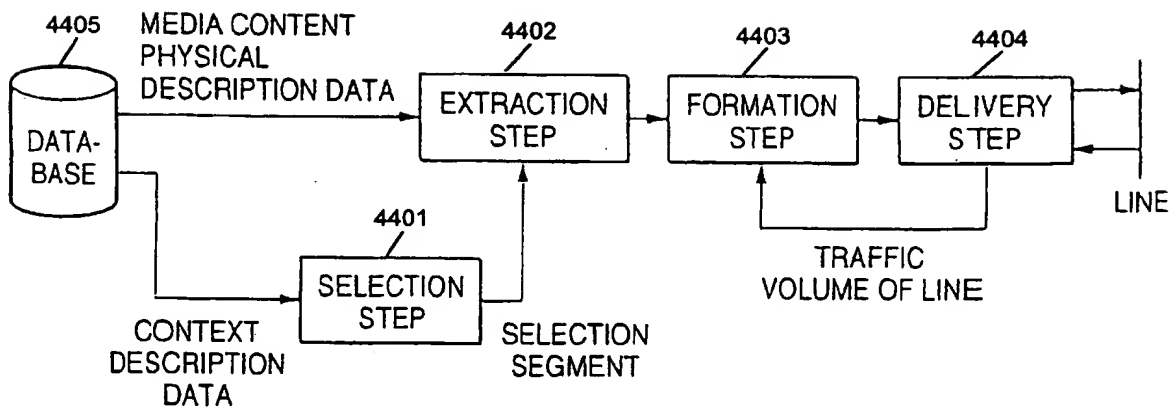 4405
MEDIA CONTENT
PHYSICAL
DESCRIPTION DATA
DATA-
BASE
4402
EXTRACTION
STEP
4403
FORMATION
STEP
4404
DELIVERY
STEP
LINE
TRAFFIC
VOLUME OF LINE
4401
SELECTION
STEP
CONTEXT
DESCRIPTION
DATA
SELECTION
SEGMENT